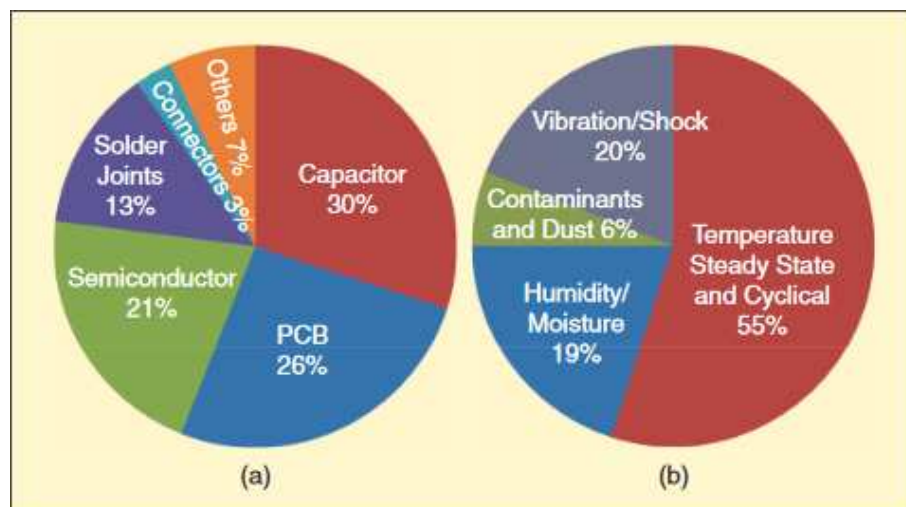 Capacitor
30%
PCB
26%
Semiconductor
21%
Solder
Joints
13%
Connectors 3%
Others 7%
(a)
Temperature
Steady State
and Cyclical
55%
Humidity/
Moisture
19%
Contaminants
and Dust 6%
Vibration/Shock
20%
(b)